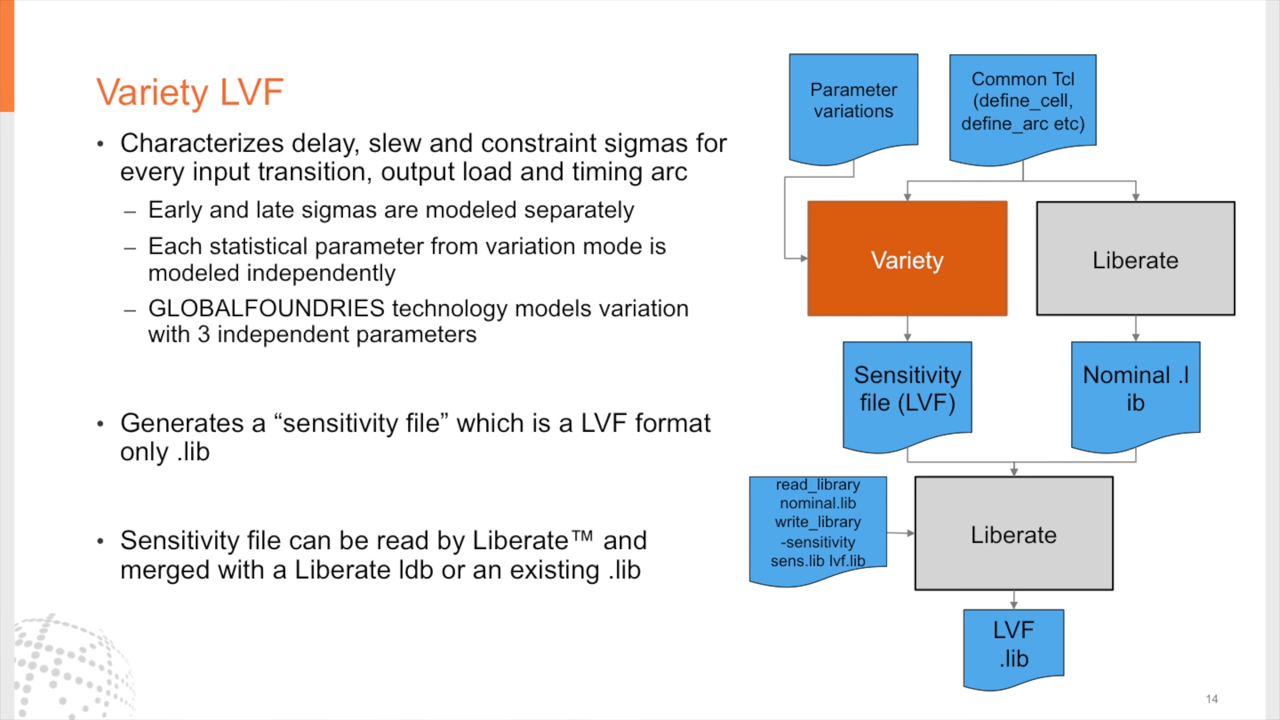 Variety LVF
• Characterizes delay, slew and constraint sigmas for
every input transition, output load and timing arc
– Early and late sigmas are modeled separately
– Each statistical parameter from variation mode is
modeled independently
– GLOBALFOUNDRIES technology models variation
with 3 independent parameters
• Generates a “sensitivity file” which is a LVF format
only .lib
• Sensitivity file can be read by Liberate™ and
merged with a Liberate ldb or an existing .lib
Parameter
variations
Common Tcl
(define_cell,
define_arc etc)
Variety
Liberate
Sensitivity
file (LVF)
Nominal .l
ib
read_library
nominal.lib
write_library
-sensitivity
sens.lib lvf.lib
Liberate
LVF
.lib
14